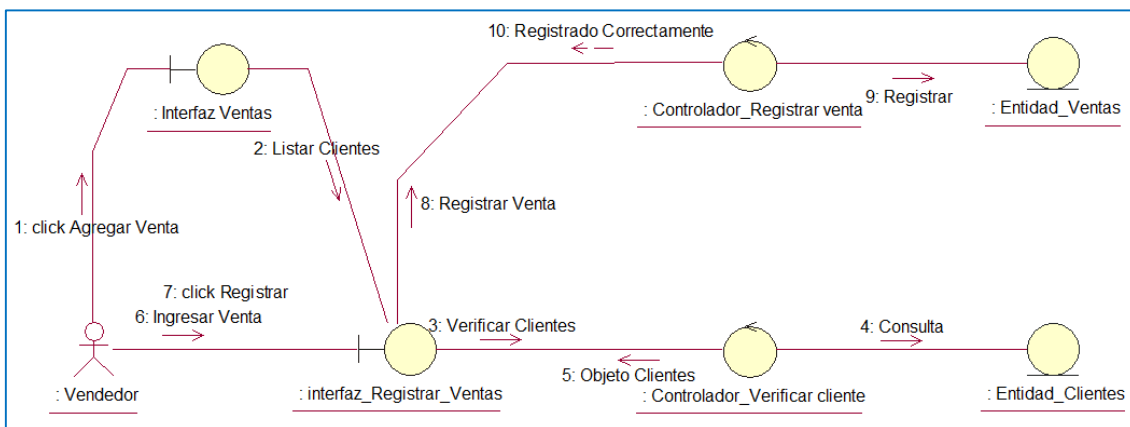 10: Registrado Correctamente
: Interfaz Ventas
: Controlador_Registrar venta
9: Registrar
: Entidad_Ventas
2: Listar Clientes
8: Registrar Venta
1: click Agregar Venta
7: click Registrar
6: Ingresar Venta
3: Verificar Clientes
4: Consulta
5: Objeto Clientes
: Vendedor
: interfaz_Registrar_Ventas
: Controlador_Verificar cliente
: Entidad_Clientes